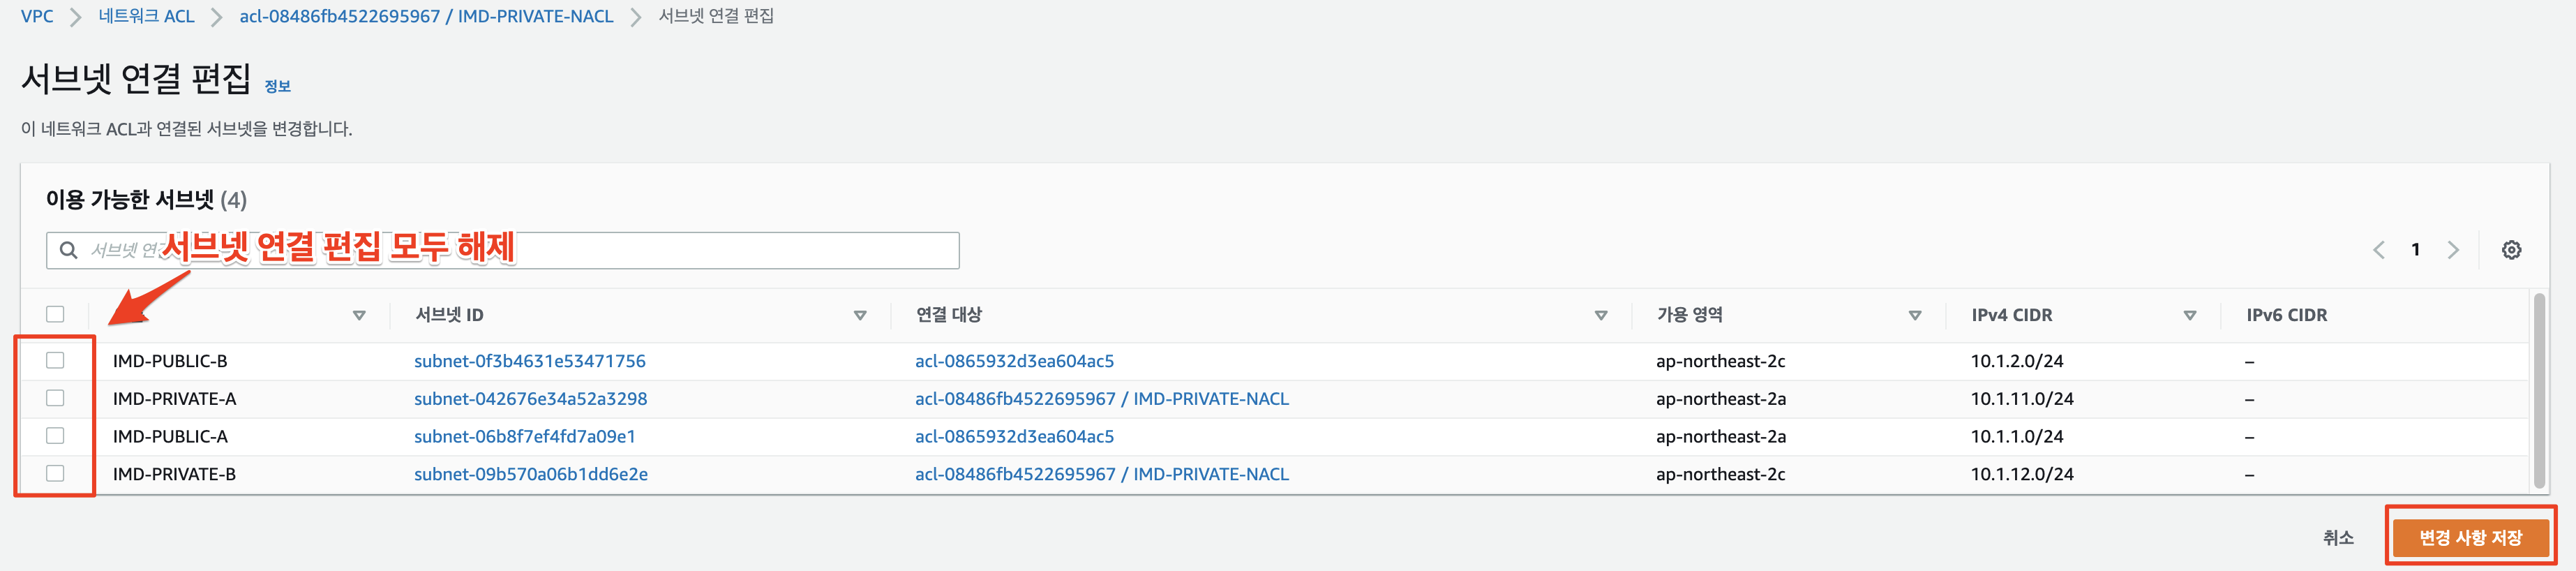 VPC > 네트워크 ACL > acl-08486fb4522695967 / IMD-PRIVATE-NACL > 서브넷 연결 편집
서브넷 연결 편집 정보
이 네트워크 ACL과 연결된 서브넷을 변경합니다.
이용 가능한 서브넷 (4)
서브넷
서브넷 연결 편집 모두 해제
1
서브넷 ID 연결 대상 가용 영역 IPv4 CIDR IPv6 CIDR
IMD-PUBLIC-B subnet-0f3b4631e53471756 acl-0865932d3ea604ac5 ap-northeast-2c 10.1.2.0/24 –
IMD-PRIVATE-A subnet-042676e34a52a3298 acl-08486fb4522695967 / IMD-PRIVATE-NACL ap-northeast-2a 10.1.11.0/24 –
IMD-PUBLIC-A subnet-06b8f7ef4fd7a09e1 acl-0865932d3ea604ac5 ap-northeast-2a 10.1.1.0/24 –
IMD-PRIVATE-B subnet-09b570a06b1dd6e2e acl-08486fb4522695967 / IMD-PRIVATE-NACL ap-northeast-2c 10.1.12.0/24 –
취소 변경 사항 저장